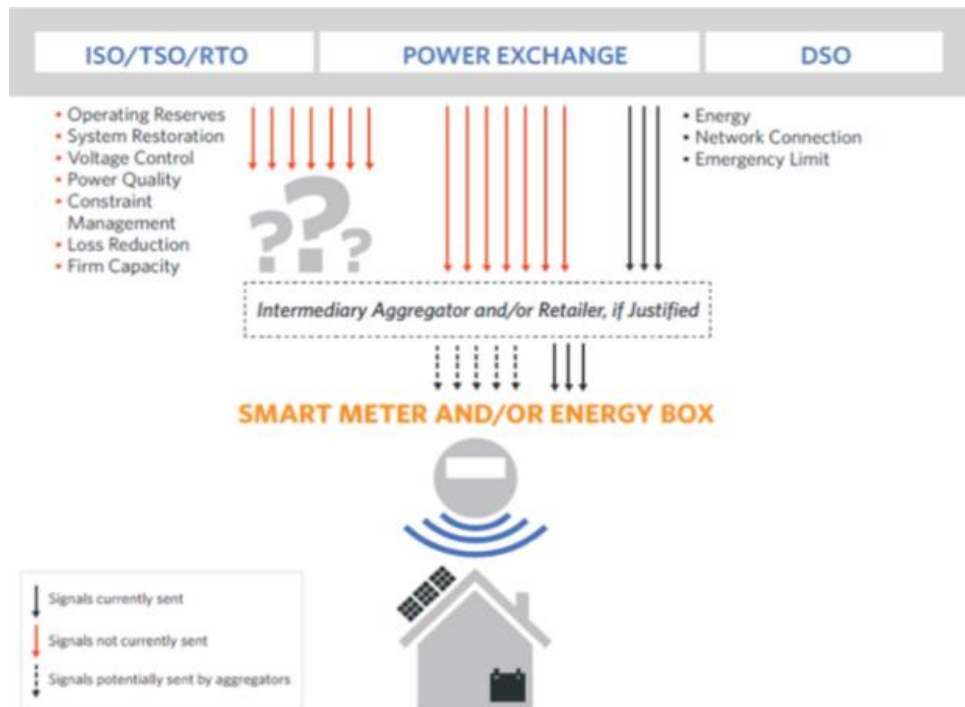 ISO/TSO/RTO
POWER EXCHANGE
DSO
• Operating Reserves
• System Restoration
• Voltage Control
• Power Quality
• Constraint
Management
• Loss Reduction
• Firm Capacity
• Energy
• Network Connection
• Emergency Limit
???
Intermediary Aggregator and/or Retailer, if Justified
SMART METER AND/OR ENERGY BOX
Signals currently sent
Signals not currently sent
Signals potentially sent by aggregators